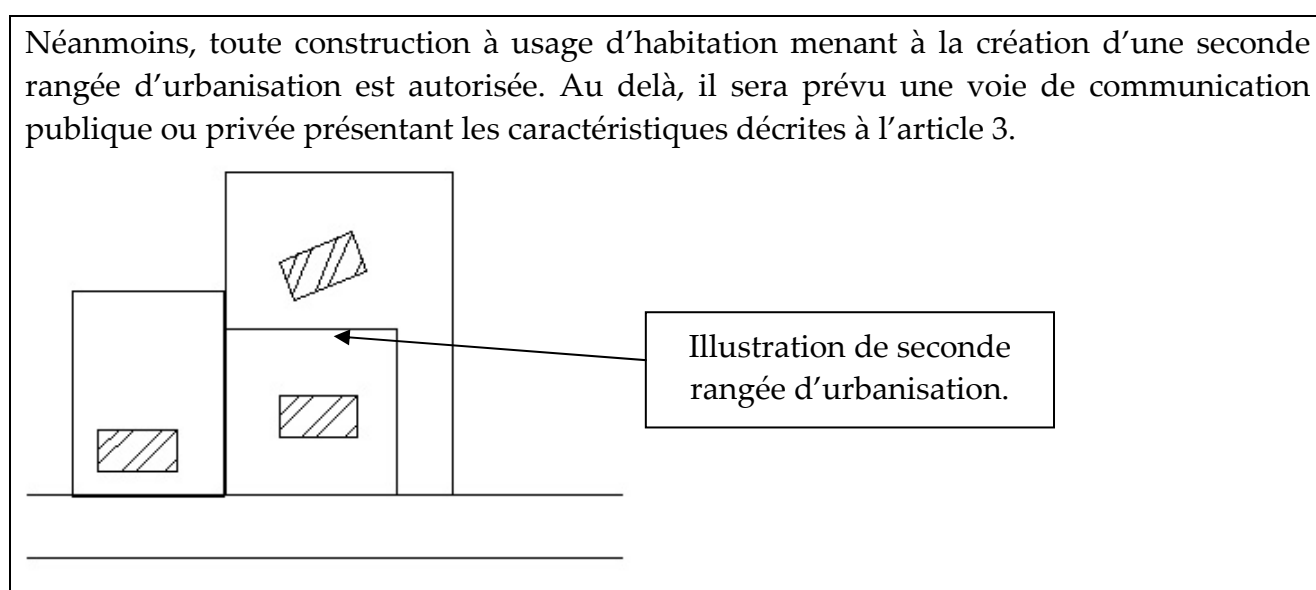 Néanmoins, toute construction à usage d’habitation menant à la création d’une seconde
rangée d’urbanisation est autorisée. Au delà, il sera prévu une voie de communication
publique ou privée présentant les caractéristiques décrites à l’article 3.
Illustration de seconde
rangée d’urbanisation.